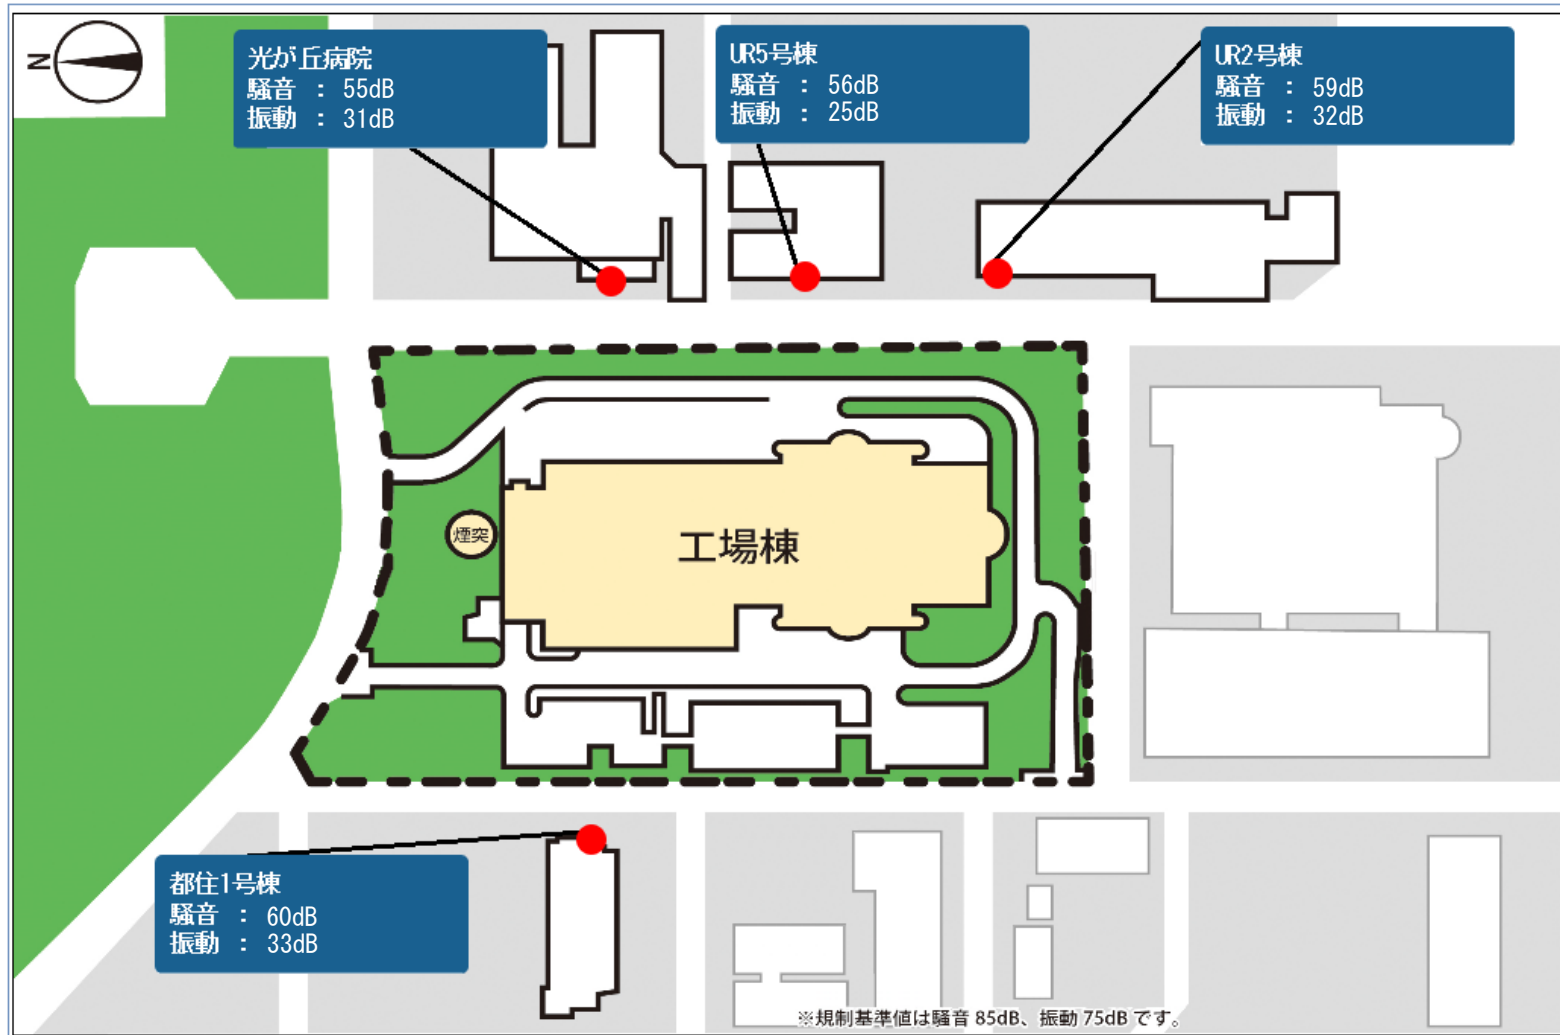 N
光が丘病院
騒音 : 55dB
振動 : 31dB
UR5号棟
騒音 : 56dB
振動 : 25dB
UR2号棟
騒音 : 59dB
振動 : 32dB
煙突
工場棟
都住1号棟
騒音 : 60dB
振動 : 33dB
※規制基準値は騒音 85dB、振動 75dB です。